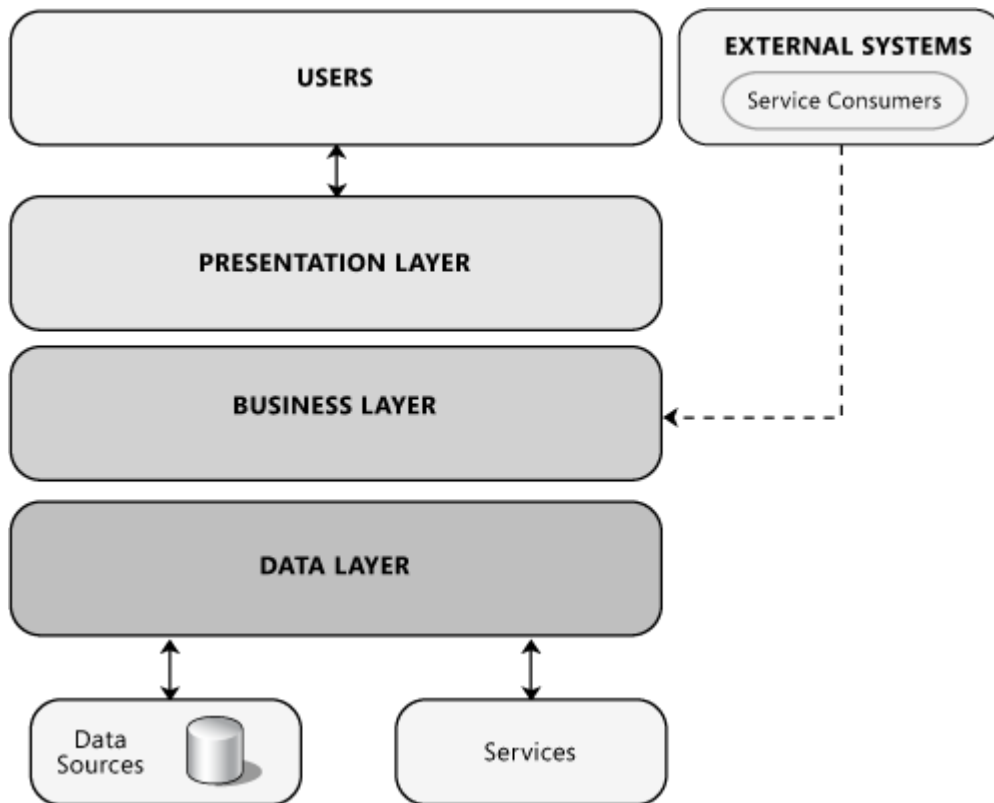 USERS
EXTERNAL SYSTEMS
Service Consumers
PRESENTATION LAYER
BUSINESS LAYER
DATA LAYER
Data
Sources
Services